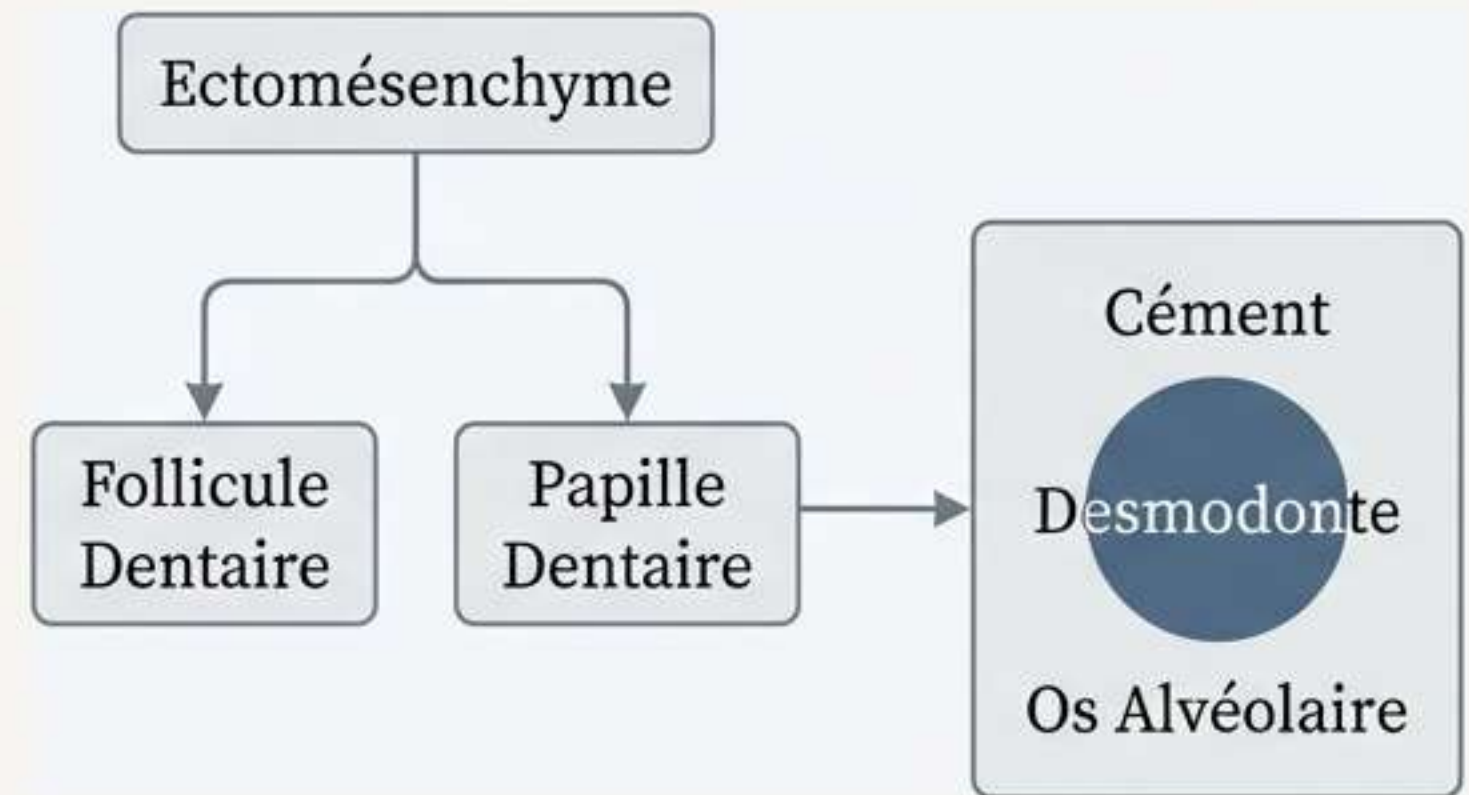 Ectomésenchyme
Follicule
Dentaire
Papille
Dentaire
Cément
Desmodonte
Os Alvéolaire